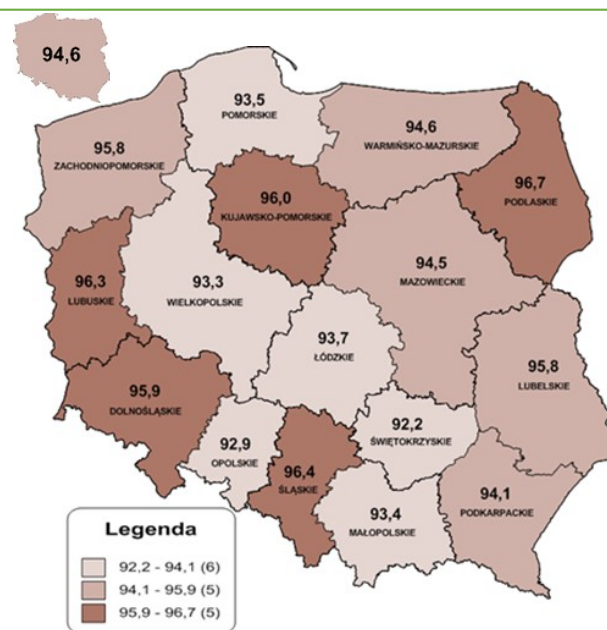 94,6
93,5
POMORSKIE
94,6
WARMIŃSKO-MAZURSKIE
95,8
ZACHODNIOPOMORSKIE
96,0
KUJAWSKO-POMORSKIE
96,7
PODLASKIE
96,3
LUBUSKIE
93,3
WIELKOPOLSKIE
94,5
MAZOWIECKIE
93,7
ŁÓDZKIE
95,8
LUBELSKIE
95,9
DOLNOŚLĄSKIE
92,9
OPOLSKIE
96,4
ŚLĄSKIE
92,2
ŚWIĘTOKRZYSKIE
93,4
MAŁOPOLSKIE
94,1
PODKARPACKIE
Legenda
92,2 - 94,1 (6)
94,1 - 95,9 (5)
95,9 - 96,7 (5)